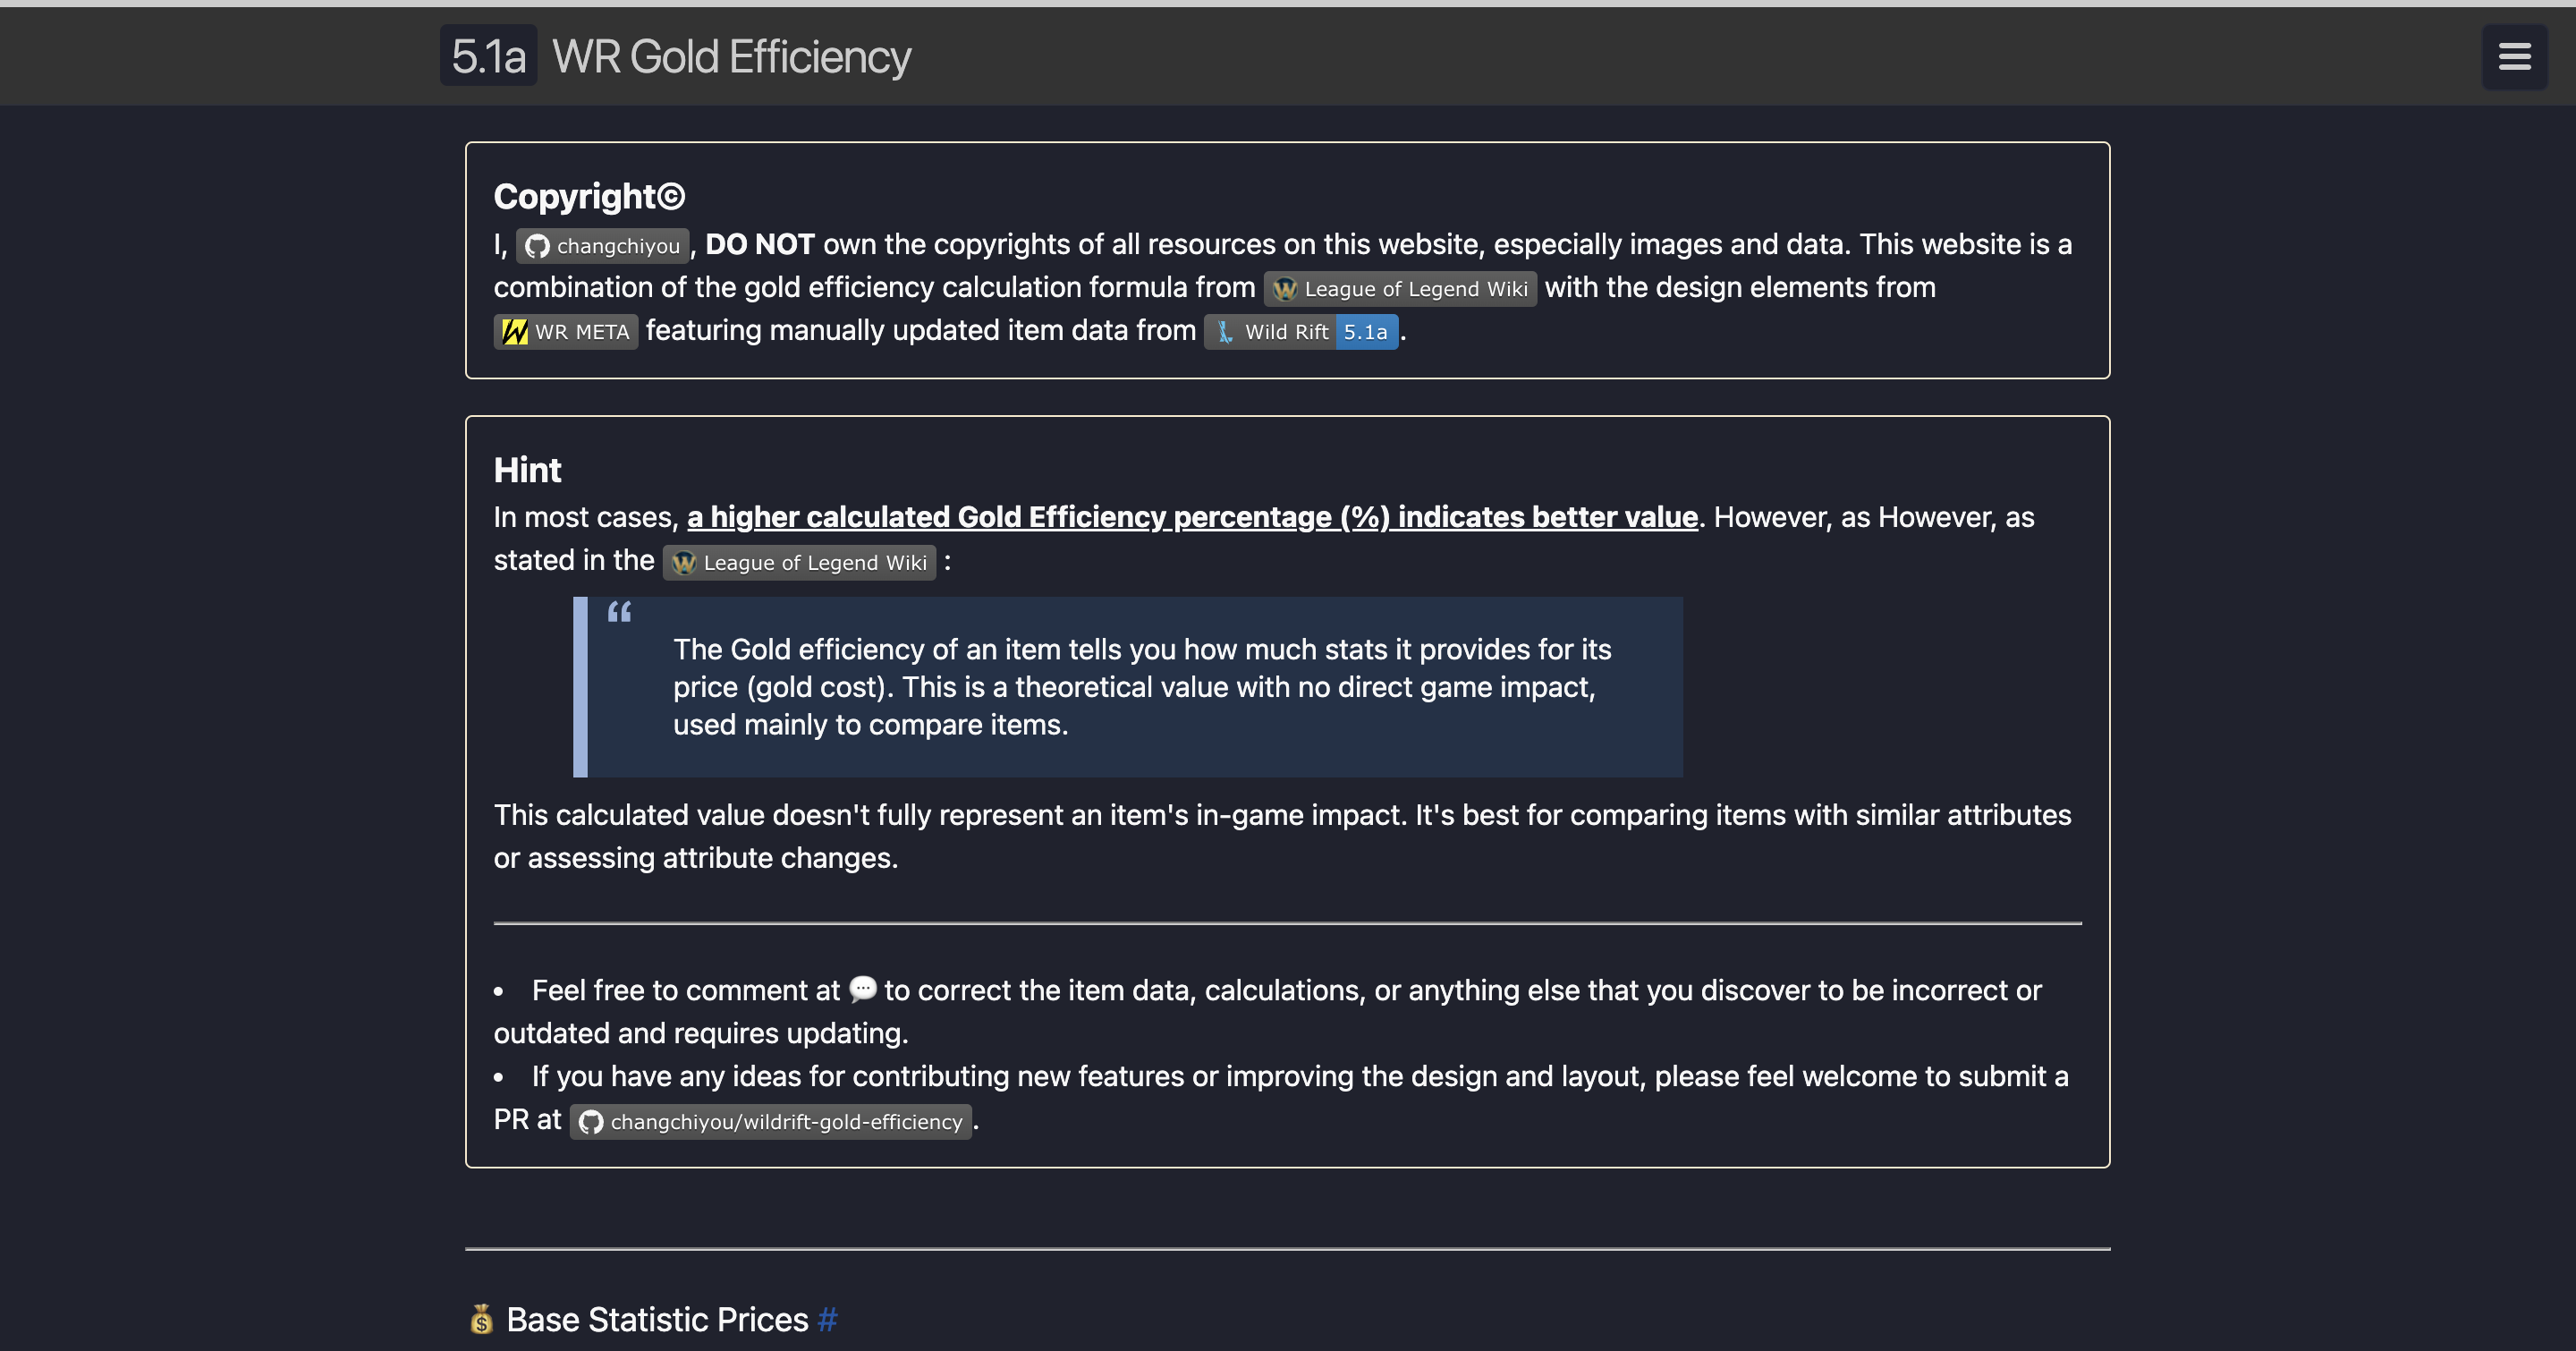 5.1a WR Gold Efficiency
Copyright©
I, changchiyou, DO NOT own the copyrights of all resources on this website, especially images and data. This website is a
combination of the gold efficiency calculation formula from League of Legend Wiki with the design elements from
WR META featuring manually updated item data from Wild Rift 5.1a.
Hint
In most cases, a higher calculated Gold Efficiency percentage (%) indicates better value. However, as However, as
stated in the League of Legend Wiki :
“
The Gold efficiency of an item tells you how much stats it provides for its
price (gold cost). This is a theoretical value with no direct game impact,
used mainly to compare items.
This calculated value doesn't fully represent an item's in-game impact. It's best for comparing items with similar attributes
or assessing attribute changes.
• Feel free to comment at 💬 to correct the item data, calculations, or anything else that you discover to be incorrect or
outdated and requires updating.
• If you have any ideas for contributing new features or improving the design and layout, please feel welcome to submit a
PR at changchiyou/wildrift-gold-efficiency.
💰 Base Statistic Prices #